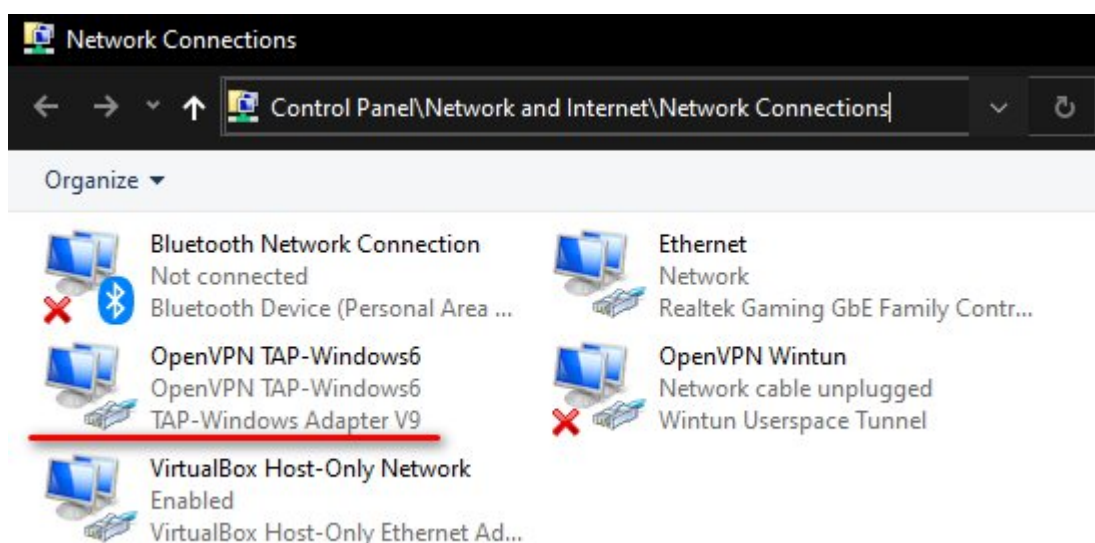 Network Connections
Control Panel\Network and Internet\Network Connections
Organize
Bluetooth Network Connection
Not connected
Bluetooth Device (Personal Area ...
Ethernet
Network
Realtek Gaming GbE Family Contr...
OpenVPN TAP-Windows6
OpenVPN TAP-Windows6
TAP-Windows Adapter V9
OpenVPN Wintun
Network cable unplugged
Wintun Userspace Tunnel
VirtualBox Host-Only Network
Enabled
VirtualBox Host-Only Ethernet Ad...